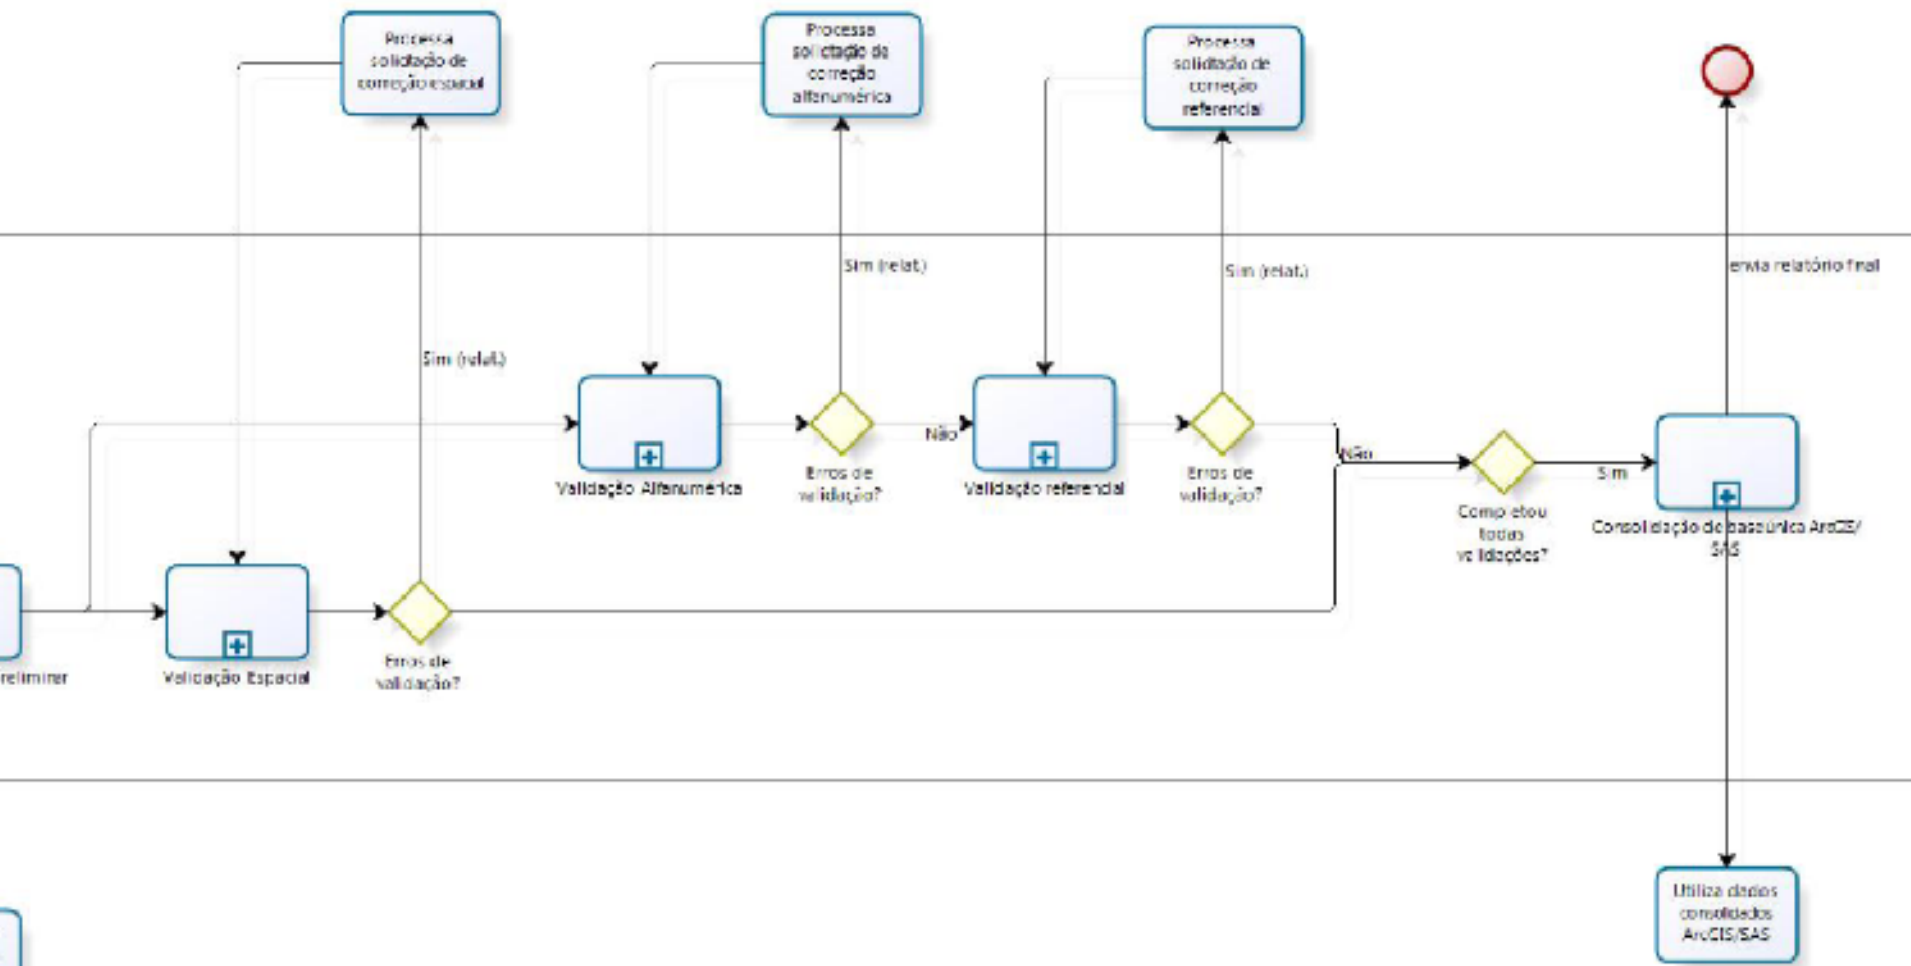 Processa
solicitação de
correção espacial
Processa
solicitação de
correção
alfanumérica
Processa
solicitação de
correção
referencial
Sim (relat.)
Sim (relat.)
envia relatório final
Sim (relat.)
Não
Não
Erros de
validação?
Erros de
validação?
Sim
Validação Alfanumérica
Validação referencial
Completou
todas
validações?
Consolidação de base única ArcGIS/
SAS
Erros de
validação?
reliminar
Validação Espacial
Utiliza dados
consolidados
ArcGIS/SAS